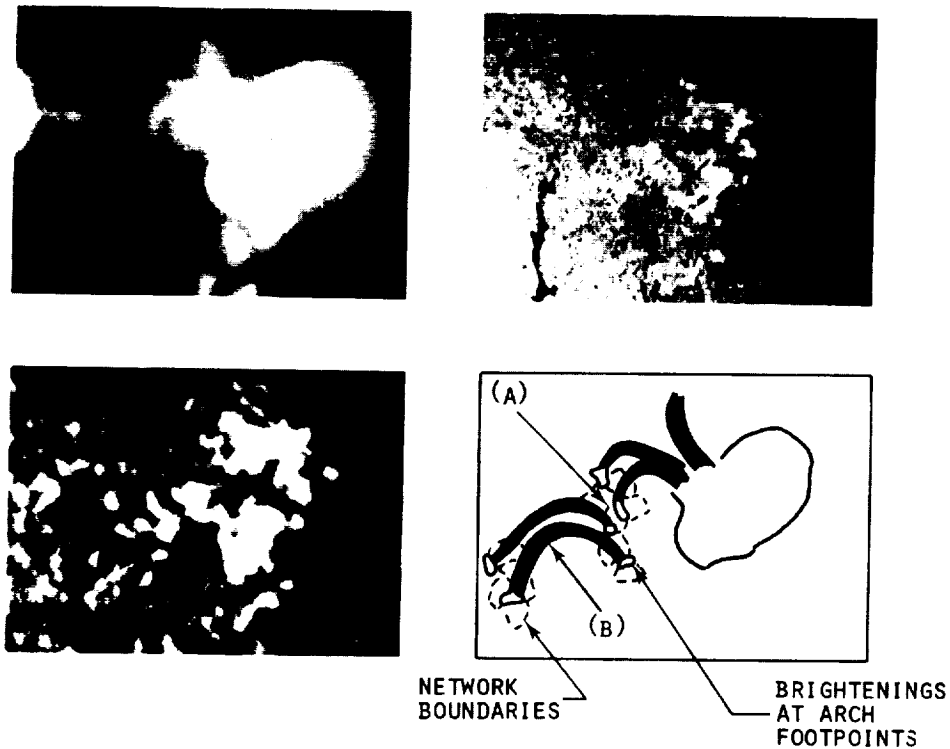 (A)
(B)
NETWORK
BOUNDARIES
BRIGHTENINGS
AT ARCH
FOOTPOINTS